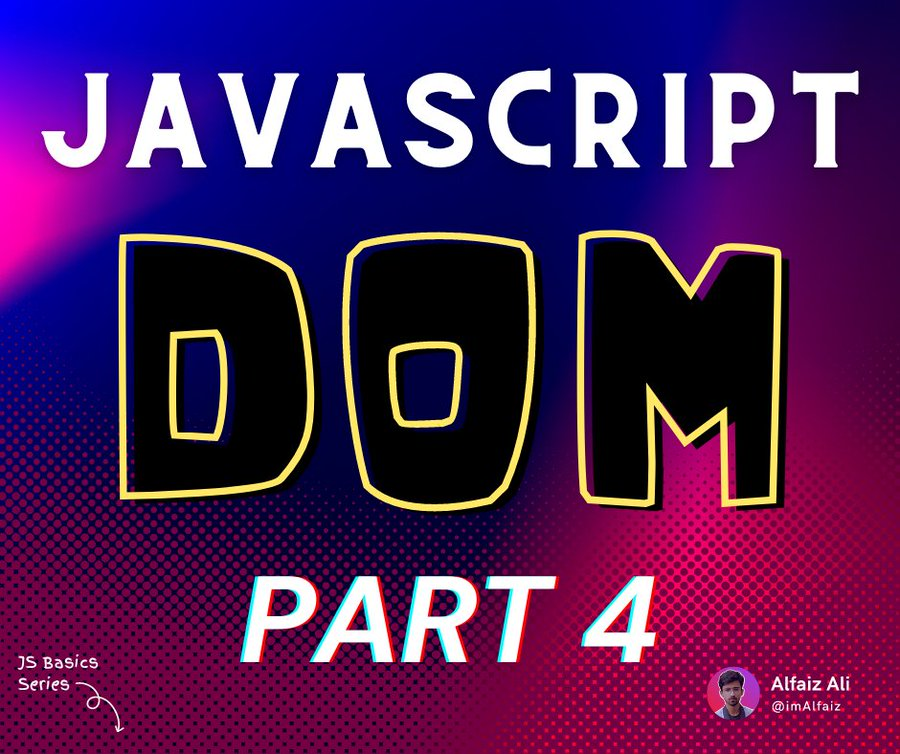 JAVASCRIPT
DOM
PART 4
JS Basics
Series
Alfaiz Ali
@imAlfaiz